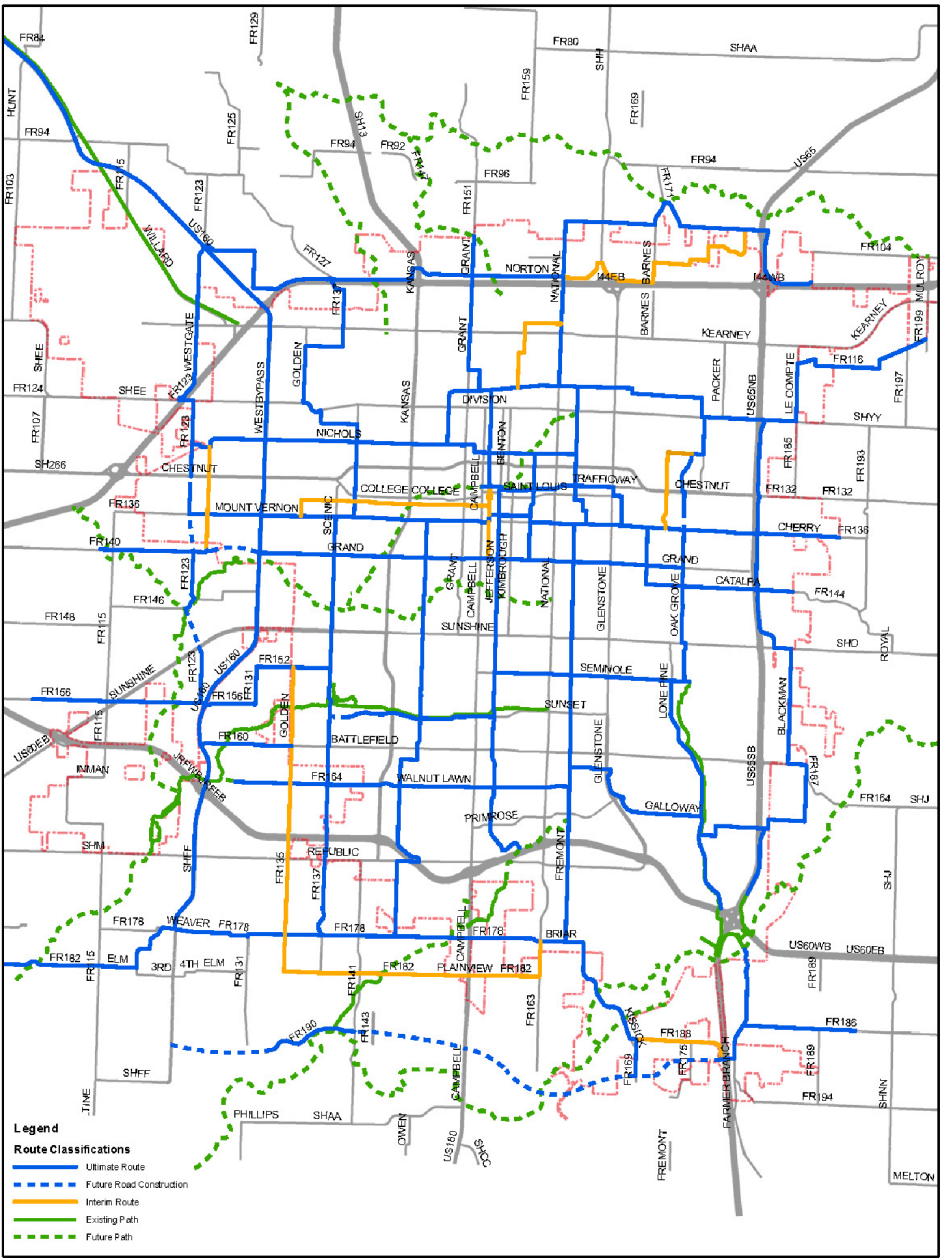 FR84
FR129
FR80
SHAA
SHH
FR159
HUNT
FR169
FR125
SH13
US65
FR94
FR94
FR92
FR94
FR115
FR103
FR123
FR96
FR171
FR151
WILLARD
US160
GRANT
BARNES
FR104
FR127
KANSAS
NORTON
NATIONAL
I44EB
I44WB
MULROY
BARNES
KEARNEY
KEARNEY
FR199
WESTGATE
GRANT
SHEE
GOLDEN
FR116
WESTBYPASS
PACKER
LE COMPTE
US65NB
FR124
SHEE
FR123
KANSAS
DIVISION
FR197
FR107
FR123
NICHOLS
BENTON
SHYY
SH266
CHESTNUT
CAMPBELL
TRAFFICWAY
FR185
FR193
COLLEGE
COLLEGE
SAINT LOUIS
CHESTNUT
FR132
FR132
FR136
MOUNT VERNON
SCENIC
CHERRY
FR136
FR140
GRAND
JEFFERSON
KIMBROUGH
GRAND
FR123
GRANT
CAMPBELL
NATIONAL
GLENSTONE
OAK GROVE
CATALPA
FR144
FR146
FR148
FR115
SUNSHINE
SHO
ROYAL
US160
FR123
FR152
SEMINOLE
SUNSHINE
FR131
LONE PINE
FR156
FR156
GOLDEN
SUNSET
BLACKMAN
FR115
FR160
BATTLEFIELD
GLENSTONE
US65SB
US60EB
INMAN
FR164
WALNUT LAWN
FR164
SHJ
PRIMROSE
GALLOWAY
SHM
SHFF
FR135
REPUBLIC
FREMONT
FR137
SHJ
FR178
WEAVER
FR178
FR178
CAMPBELL
FR178
BRIAR
US60WB
US60EB
FR182
ELM
FR115
3RD
4TH
ELM
FR131
FR182
PLAINVIEW
FR182
FR141
FR189
FR163
FR190
FR143
KISSICK
FR188
FR186
FR175
FR169
FR189
SHFF
CAMPBELL
FARMER BRANCH
FR194
SHNN
PHILLIPS
SHAA
OWEN
US160
SHCC
FREMONT
MELTON
Legend
Route Classifications
Ultimate Route
Future Road Construction
Interim Route
Existing Path
Future Path